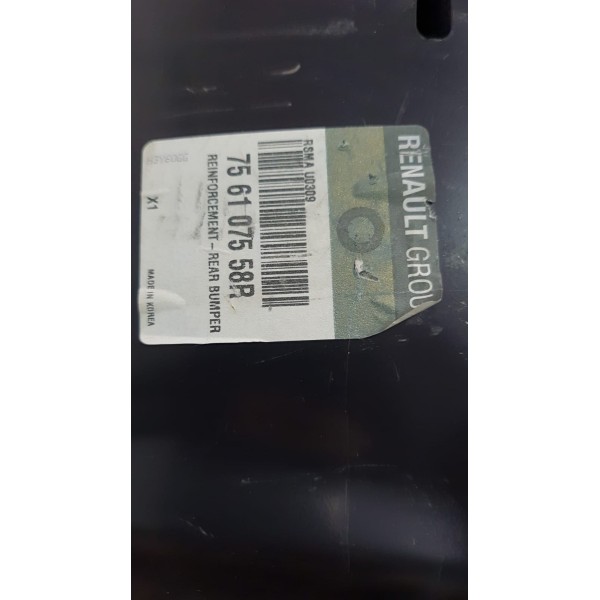 RENAULT GROU
RSMA U0309
75 61 075 58R
REINFORCEMENT - REAR BUMPER
X1
MADE IN KOREA